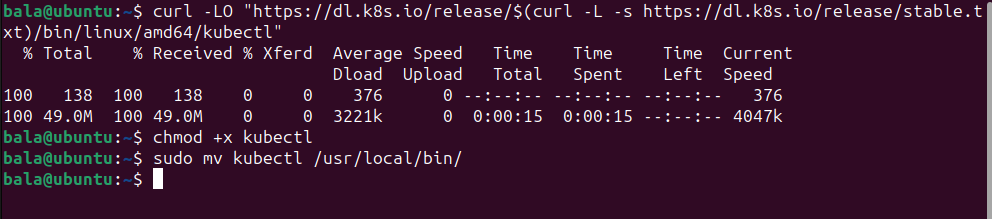 bala@ubuntu:~$ curl -LO "https://dl.k8s.io/release/$(curl -L -s https://dl.k8s.io/release/stable.t
xt)/bin/linux/amd64/kubectl"
  % Total    % Received % Xferd  Average Speed   Time    Time     Time  Current
                                 Dload  Upload   Total   Spent    Left  Speed
100   138  100   138    0     0    376      0 --:--:-- --:--:-- --:--:--   376
100 49.0M  100 49.0M    0     0  3221k      0  0:00:15  0:00:15 --:--:-- 4047k
bala@ubuntu:~$ chmod +x kubectl
bala@ubuntu:~$ sudo mv kubectl /usr/local/bin/
bala@ubuntu:~$